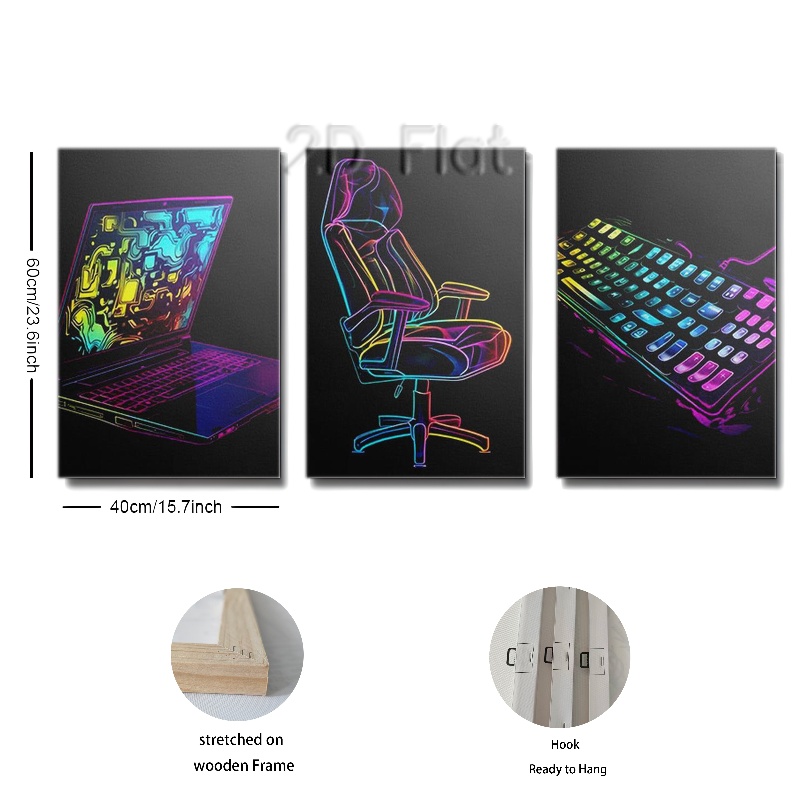 2D Flat
60cm/23.6inch
40cm/15.7inch
stretched on
wooden Frame
Hook
Ready to Hang